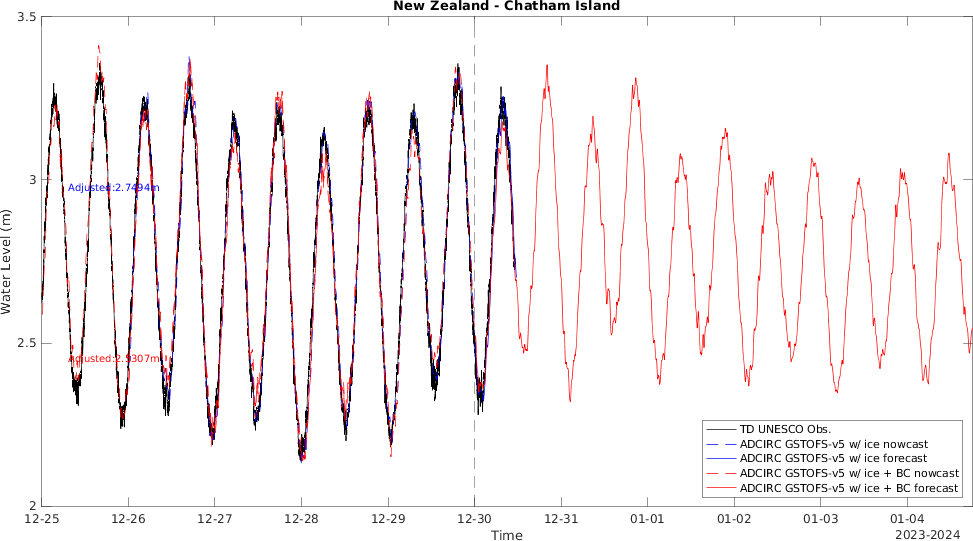 New Zealand - Chatham Island
3.5
3
2.5
2
Water Level (m)
Adjusted:2.7494m
Adjusted:2.9307m
TD UNESCO Obs.
ADCIRC GSTOFS-v5 w/ ice nowcast
ADCIRC GSTOFS-v5 w/ ice forecast
ADCIRC GSTOFS-v5 w/ ice + BC nowcast
ADCIRC GSTOFS-v5 w/ ice + BC forecast
12-25 12-26 12-27 12-28 12-29 12-30 12-31 01-01 01-02 01-03 01-04
Time
2023-2024